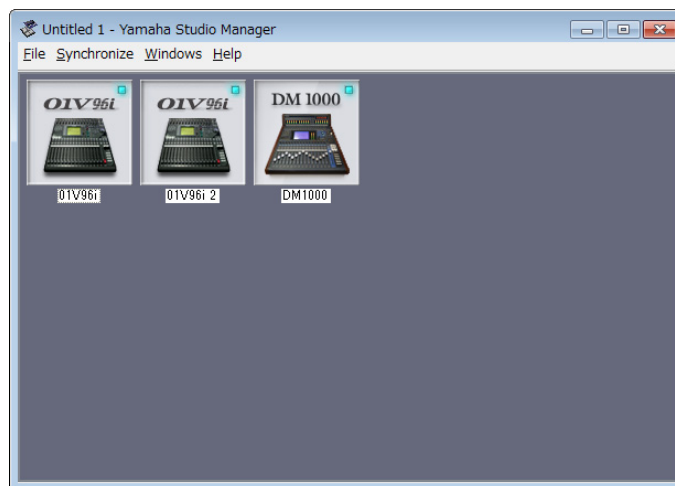 Untitled 1 - Yamaha Studio Manager
File Synchronize Windows Help
01V96i 01V96i DM 1000
01V96i 01V96i 2 DM1000